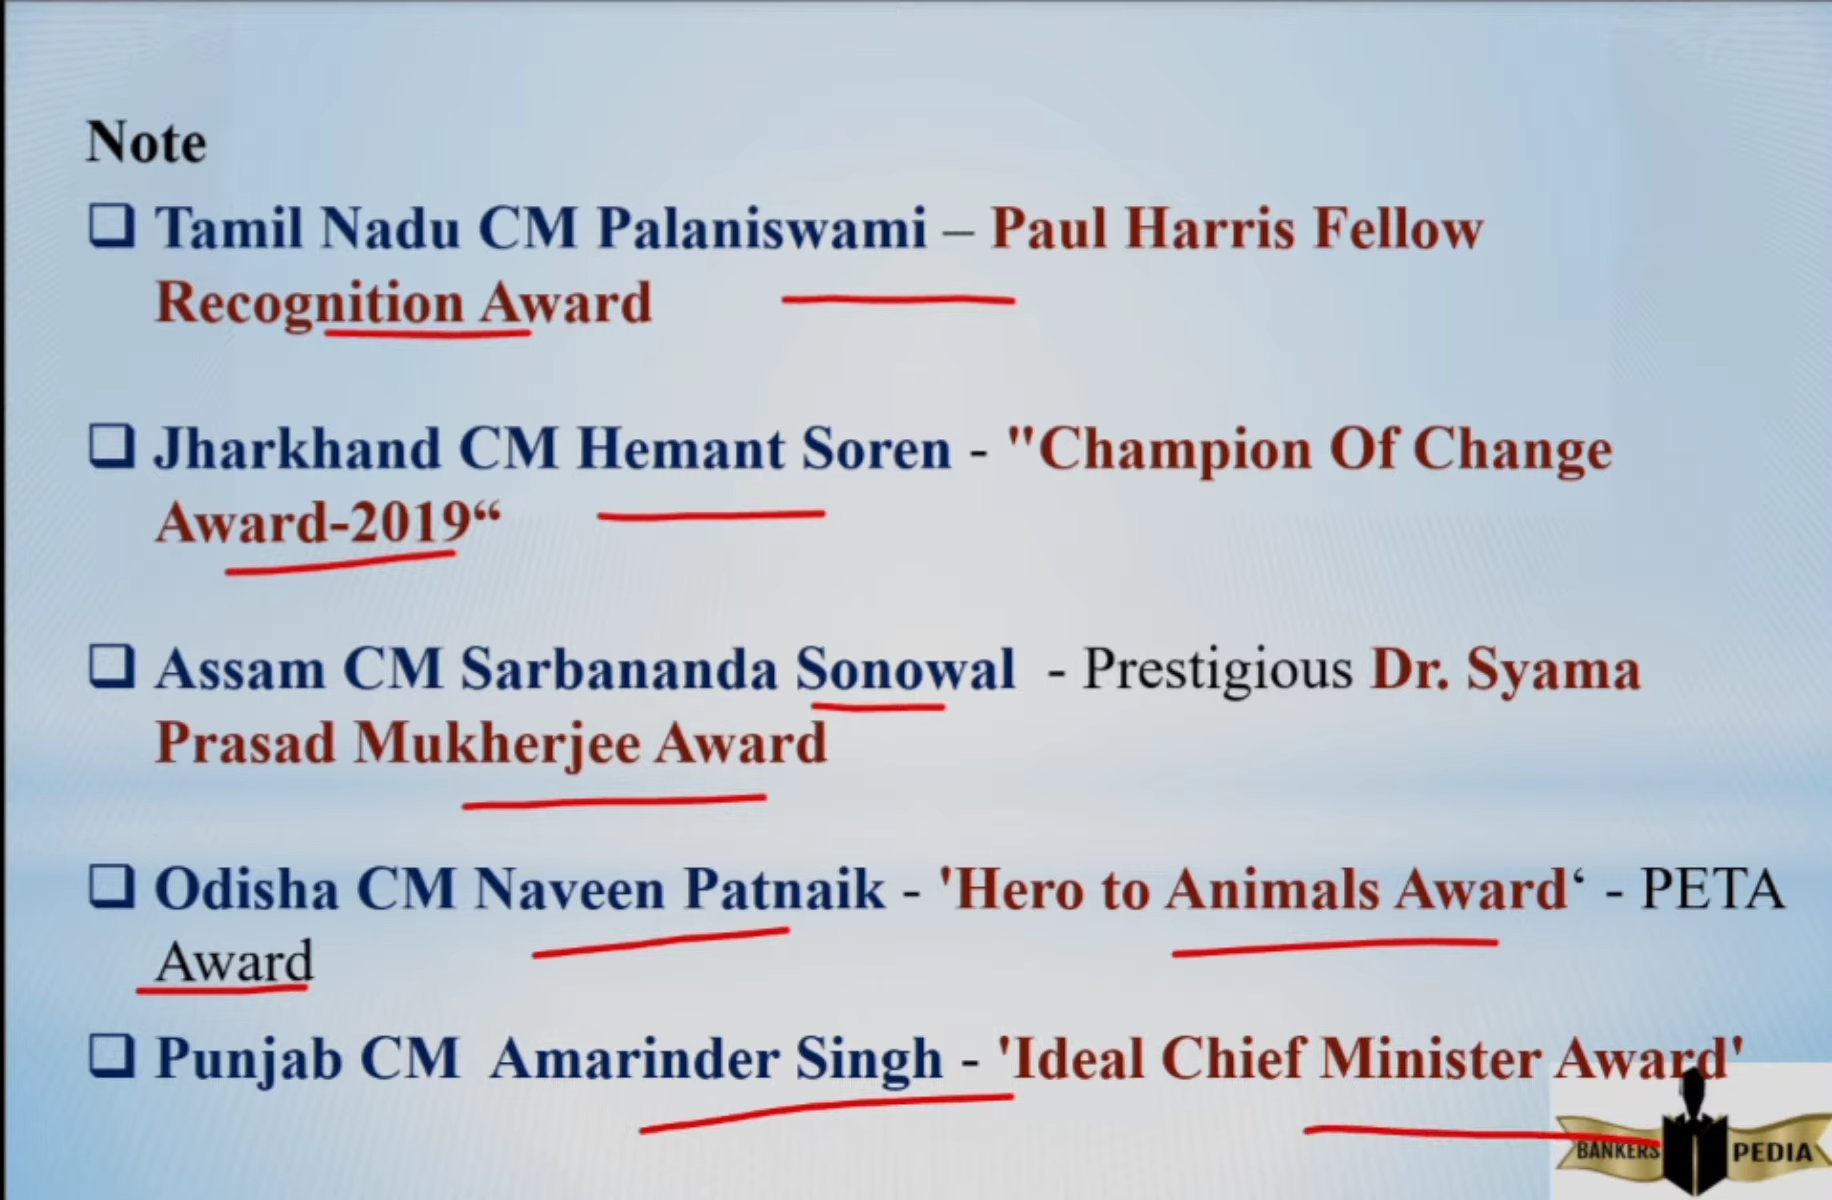 Note
❑ Tamil Nadu CM Palaniswami – Paul Harris Fellow
Recognition Award
❑ Jharkhand CM Hemant Soren - "Champion Of Change
Award-2019“
❑ Assam CM Sarbananda Sonowal - Prestigious Dr. Syama
Prasad Mukherjee Award
❑ Odisha CM Naveen Patnaik - 'Hero to Animals Award‘ - PETA
Award
❑ Punjab CM Amarinder Singh - 'Ideal Chief Minister Award'
BANKERS PEDIA